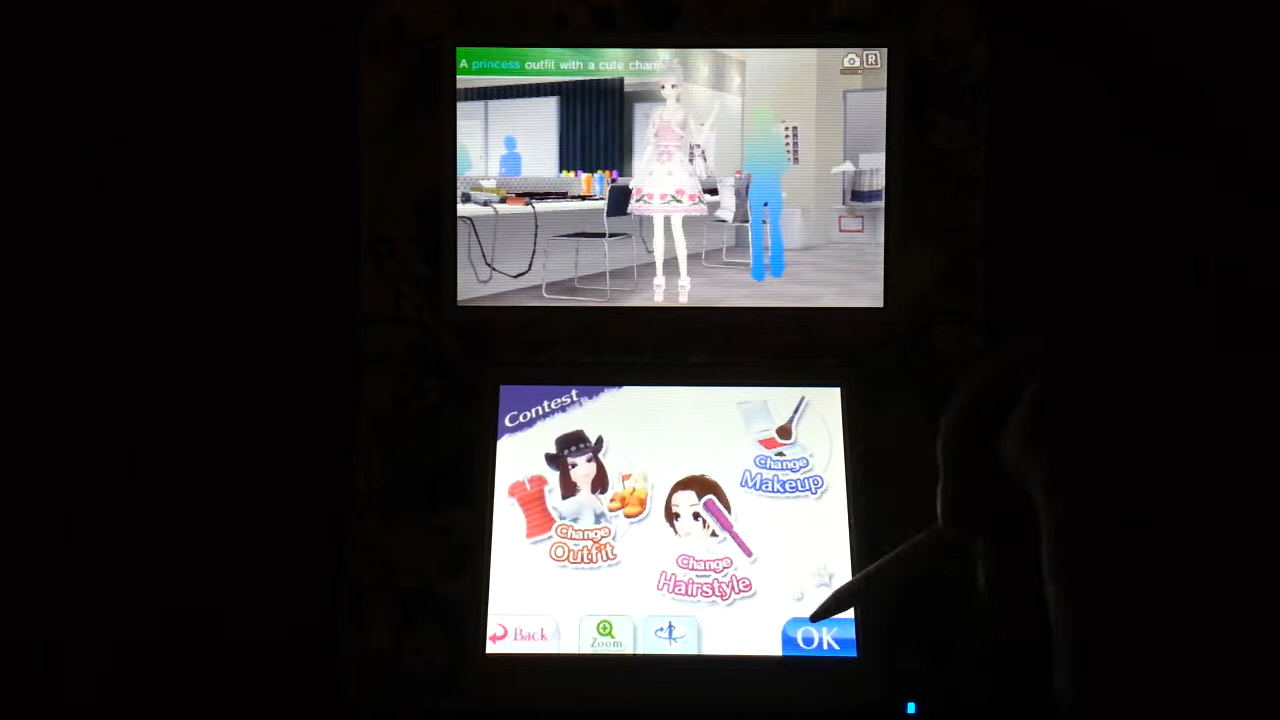 A princess outfit with a cute charm
R
Contest
Change
Makeup
Change
Outfit
Change
Hairstyle
Back
Zoom
OK